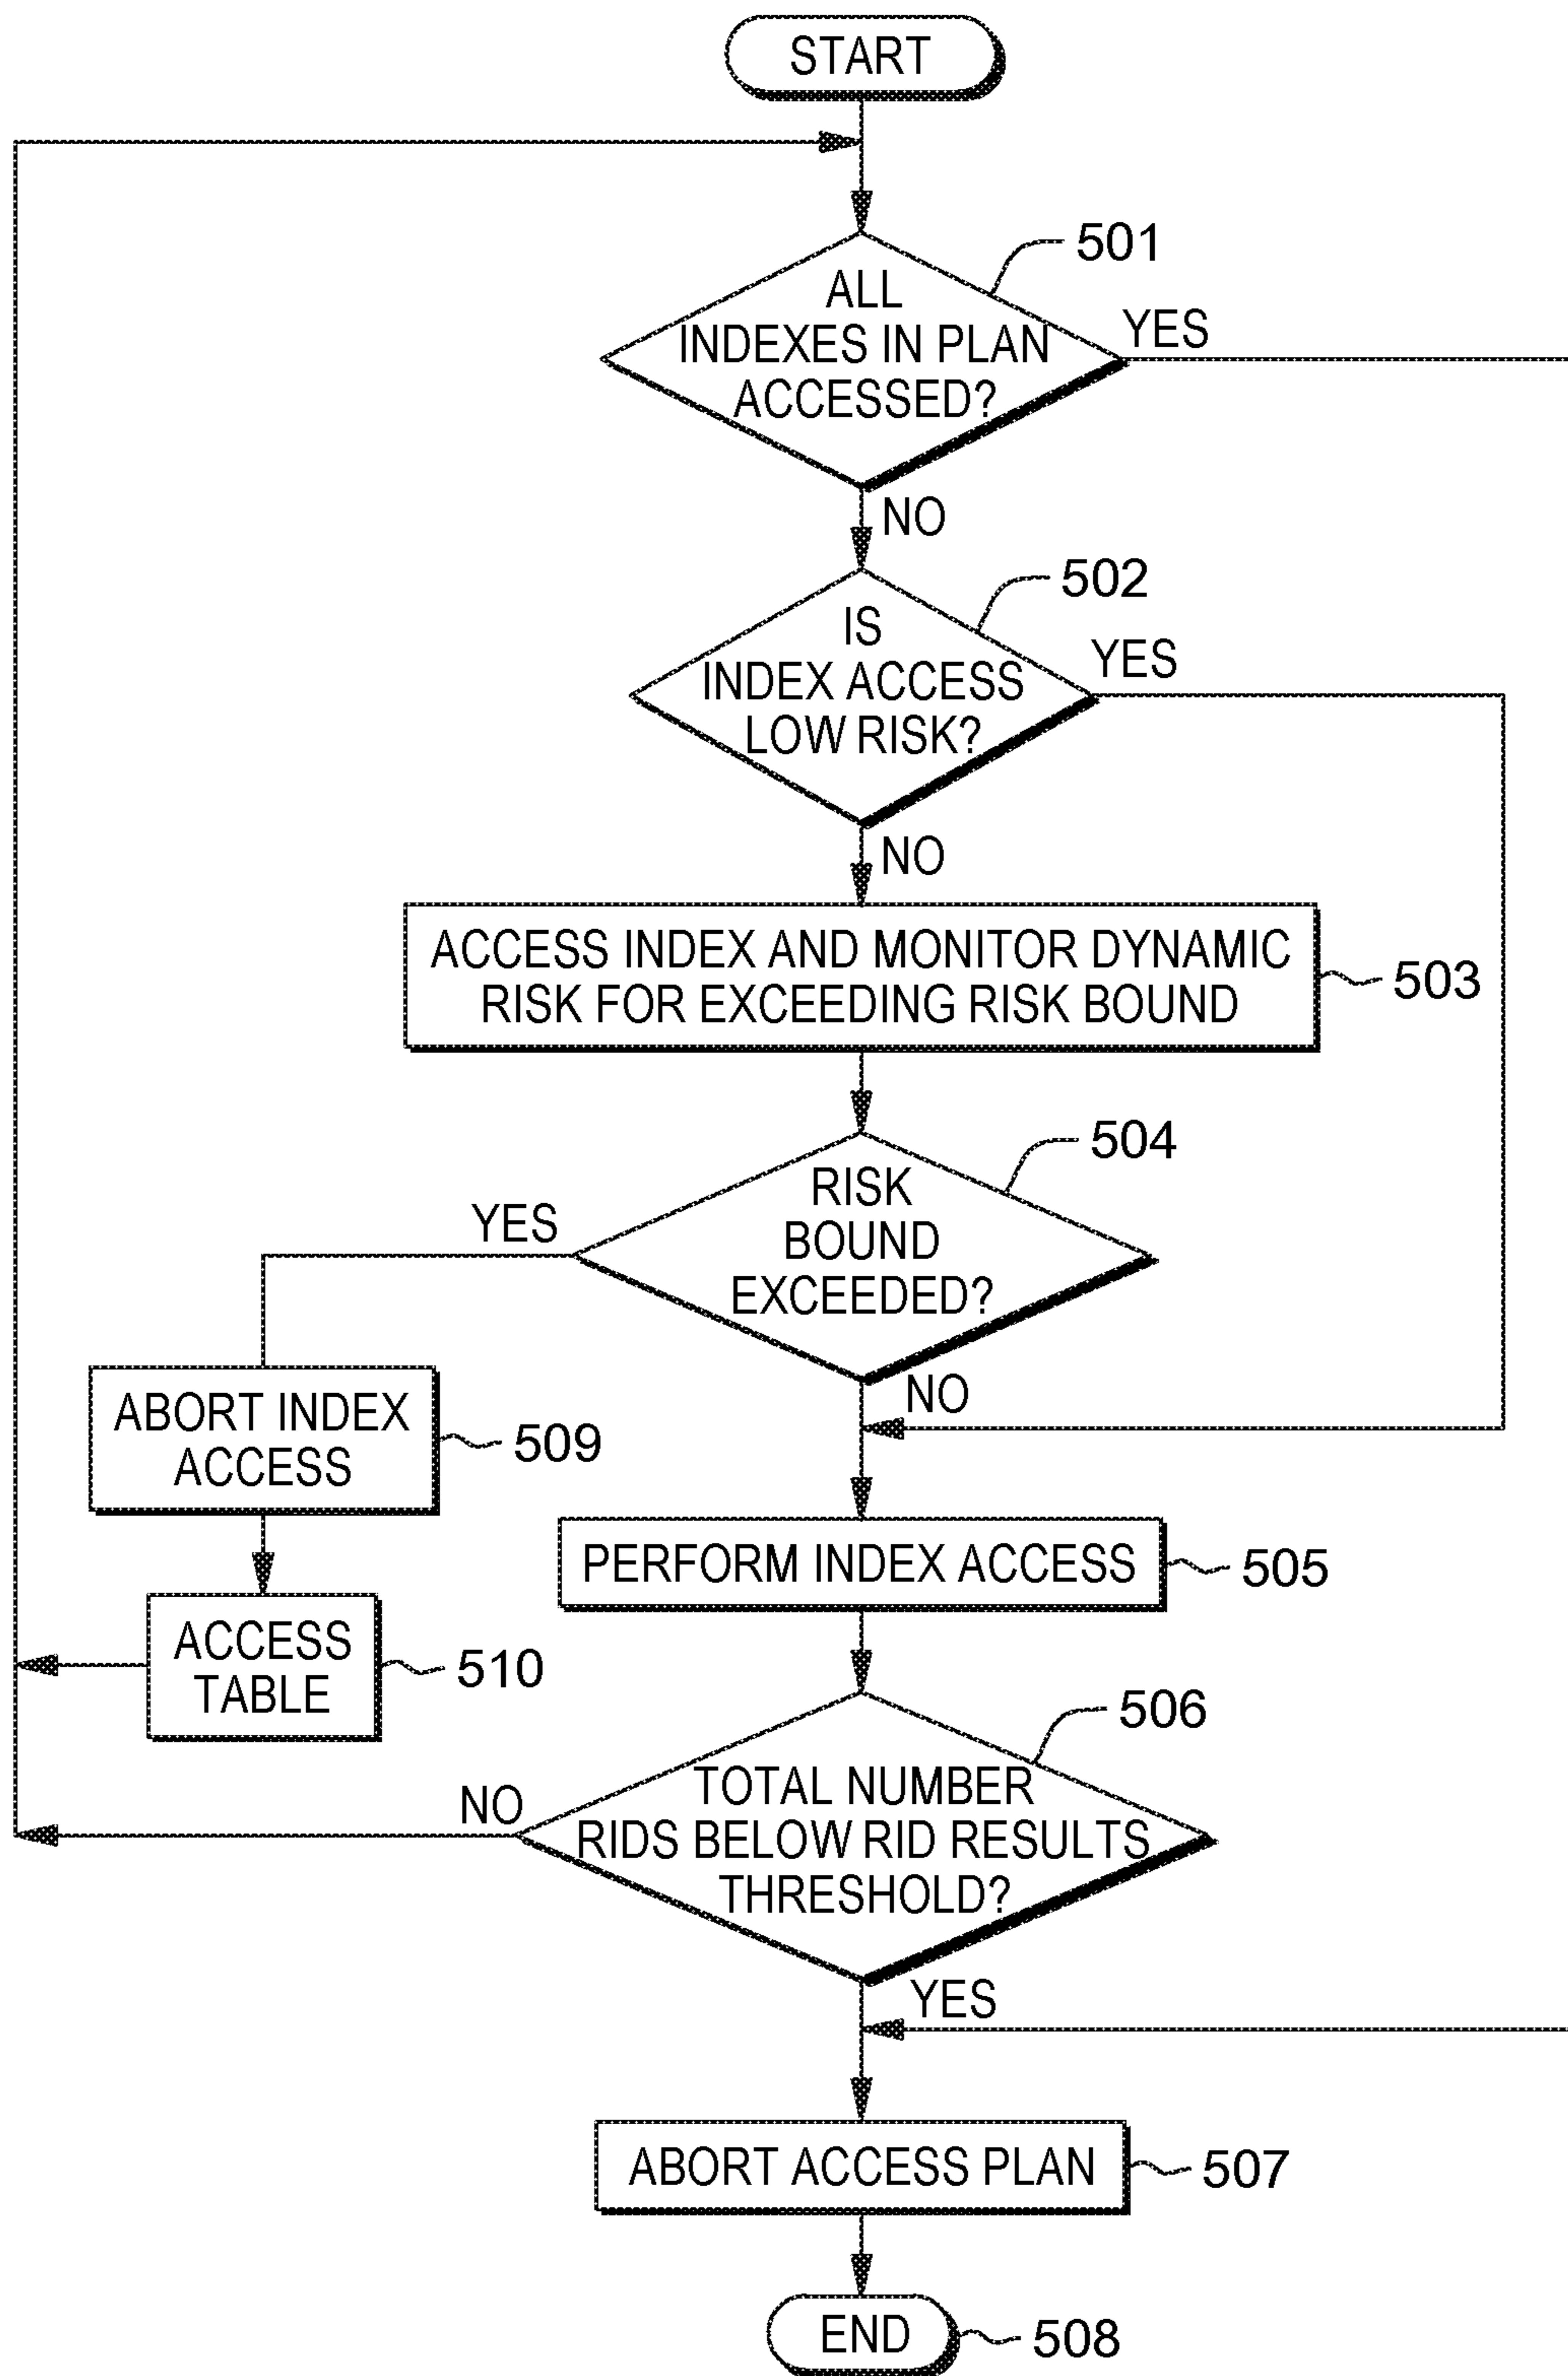 START
501
ALL
INDEXES IN PLAN
ACCESSED?
YES
NO
502
IS
INDEX ACCESS
LOW RISK?
YES
NO
ACCESS INDEX AND MONITOR DYNAMIC
RISK FOR EXCEEDING RISK BOUND
503
504
RISK
BOUND
EXCEEDED?
YES
NO
ABORT INDEX
ACCESS
509
PERFORM INDEX ACCESS
505
ACCESS
TABLE
510
506
TOTAL NUMBER
RIDS BELOW RID RESULTS
THRESHOLD?
NO
YES
ABORT ACCESS PLAN
507
END
508